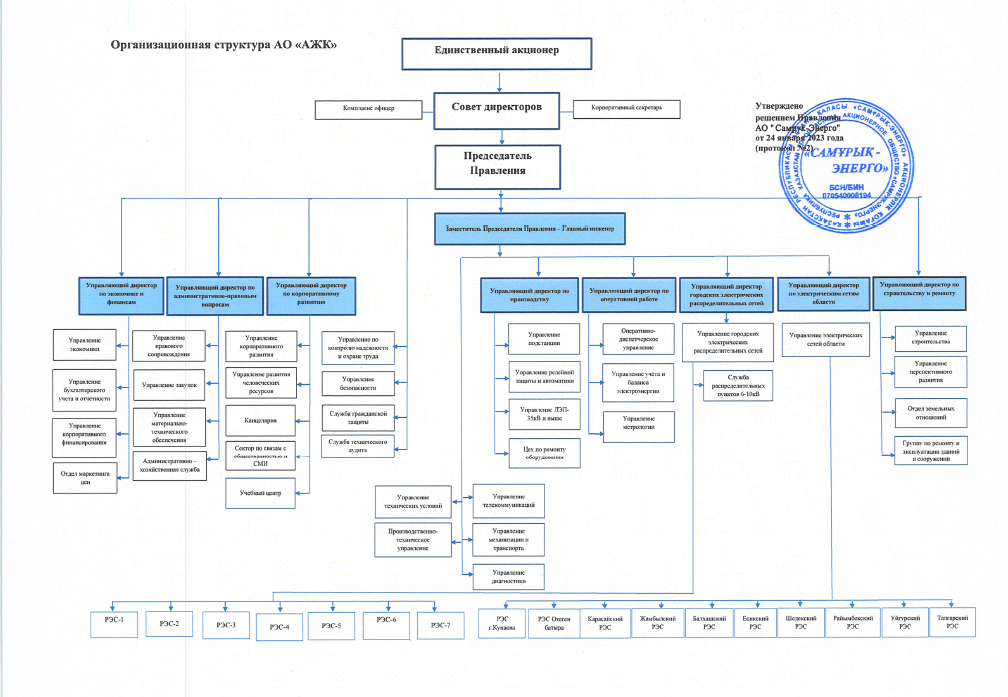 Организационная структура АО «АЖК»
Единственный акционер
Комплаенс офицер
Совет директоров
Корпоративный секретарь
Утверждено
решением Правления
АО "Самрук-Энерго"
от 24 января 2023 года
(протокол №2)
«САМҰРЫҚ -
ЭНЕРГО»
БСН/БИН
070540008194
Председатель
Правления
Заместитель Председателя Правления – Главный инженер
Управляющий директор
по экономике и
финансам
Управляющий директор по
административно-правовым
вопросам
Управляющий директор
по корпоративному
развитию
Управляющий директор по
производству
Управляющий директор по
оперативной работе
Управляющий директор
городских электрических
распределительных сетей
Управляющий директор
по электрическим сетям
области
Управляющий директор по
строительству и ремонту
Управление
экономики
Управление
бухгалтерского
учета и отчетности
Управление
корпоративного
финансирования
Отдел маркетинга
цен
Управление
правового
сопровождения
Управление закупок
Управление
материально-
технического
обеспечения
Административно –
хозяйственная служба
Управление
корпоративного
развития
Управление развития
человеческих
ресурсов
Канцелярия
Сектор по связям с
общественностью и
СМИ
Учебный центр
Управление по
контролю надежности
и охране труда
Управление
безопасности
Служба гражданской
защиты
Служба технического
аудита
Управление
подстанции
Управление релейной
защиты и автоматики
Управление ЛЭП-
35кВ и выше
Цех по ремонту
оборудования
Оперативно-
диспетчерское
управление
Управление учёта и
баланса
электроэнергии
Управление
метрологии
Управление городских
электрических
распределительных сетей
Служба
распределительных
пунктов 6-10кВ
Управление электрических
сетей области
Управление
строительства
Управление
перспективного
развития
Отдел земельных
отношений
Группу по ремонту и
эксплуатации зданий
и сооружений
Управление
технических условий
Управление
телекоммуникаций
Производственно-
техническое
управление
Управление
механизации и
транспорта
Управление
диагностики
РЭС-1
РЭС-2
РЭС-3
РЭС-4
РЭС-5
РЭС-6
РЭС-7
РЭС
г.Кунаева
РЭС Отеген
батыра
Карасайский
РЭС
Жамбылский
РЭС
Балхашский
РЭС
Есикский
РЭС
Шелекский
РЭС
Райымбекский
РЭС
Уйгурский
РЭС
Талгарский
РЭС